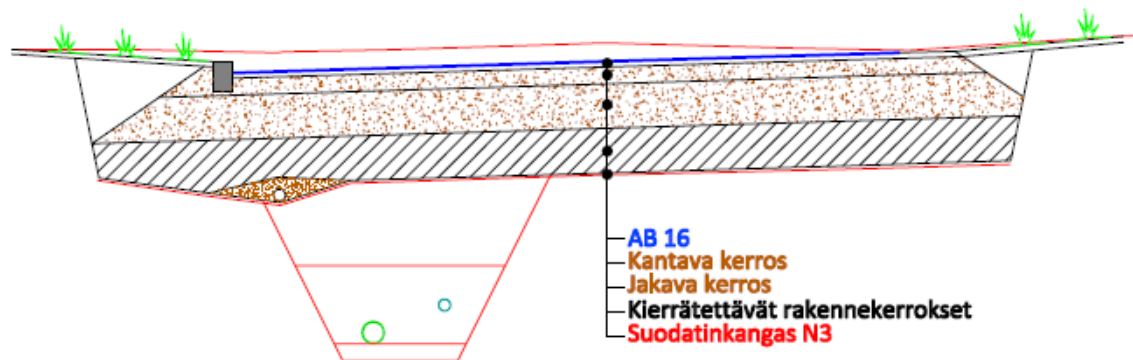 AB 16
Kantava kerros
Jakava kerros
Kierrätettävät rakennekerrokset
Suodatinkangas N3